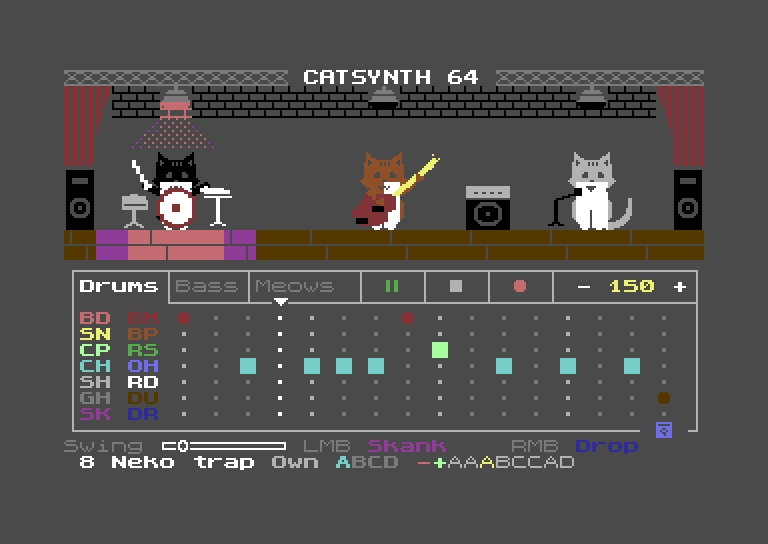 CATSYNTH 64
Drums Bass Meows - 150 +
BD BM
SN BP
CP RS
CH OH
SH RD
GH DU
SK DR
Swing LMB Skank RMB Drop
8 Neko trap Own ABCD -+AAABCCAD